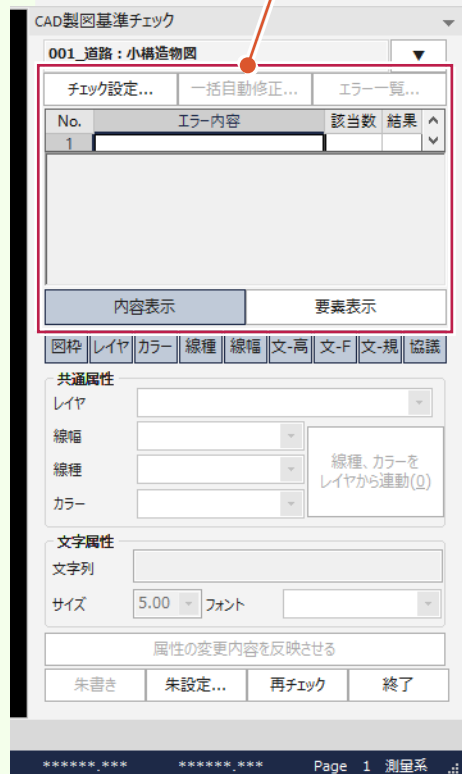 CAD製図基準チェック
001_道路：小構造物図 ▼
チェック設定... 一括自動修正... エラー一覧...
No. エラー内容 該当数 結果
1
内容表示 要素表示
図枠 レイヤ カラー 線種 線幅 文-高 文-F 文-規 協議
共通属性
レイヤ
線幅
線種
カラー
線種、カラーを
レイヤから連動(0)
文字属性
文字列
サイズ 5.00 フォント
属性の変更内容を反映させる
朱書き 朱設定... 再チェック 終了
******.*** ******.*** Page 1 測量系